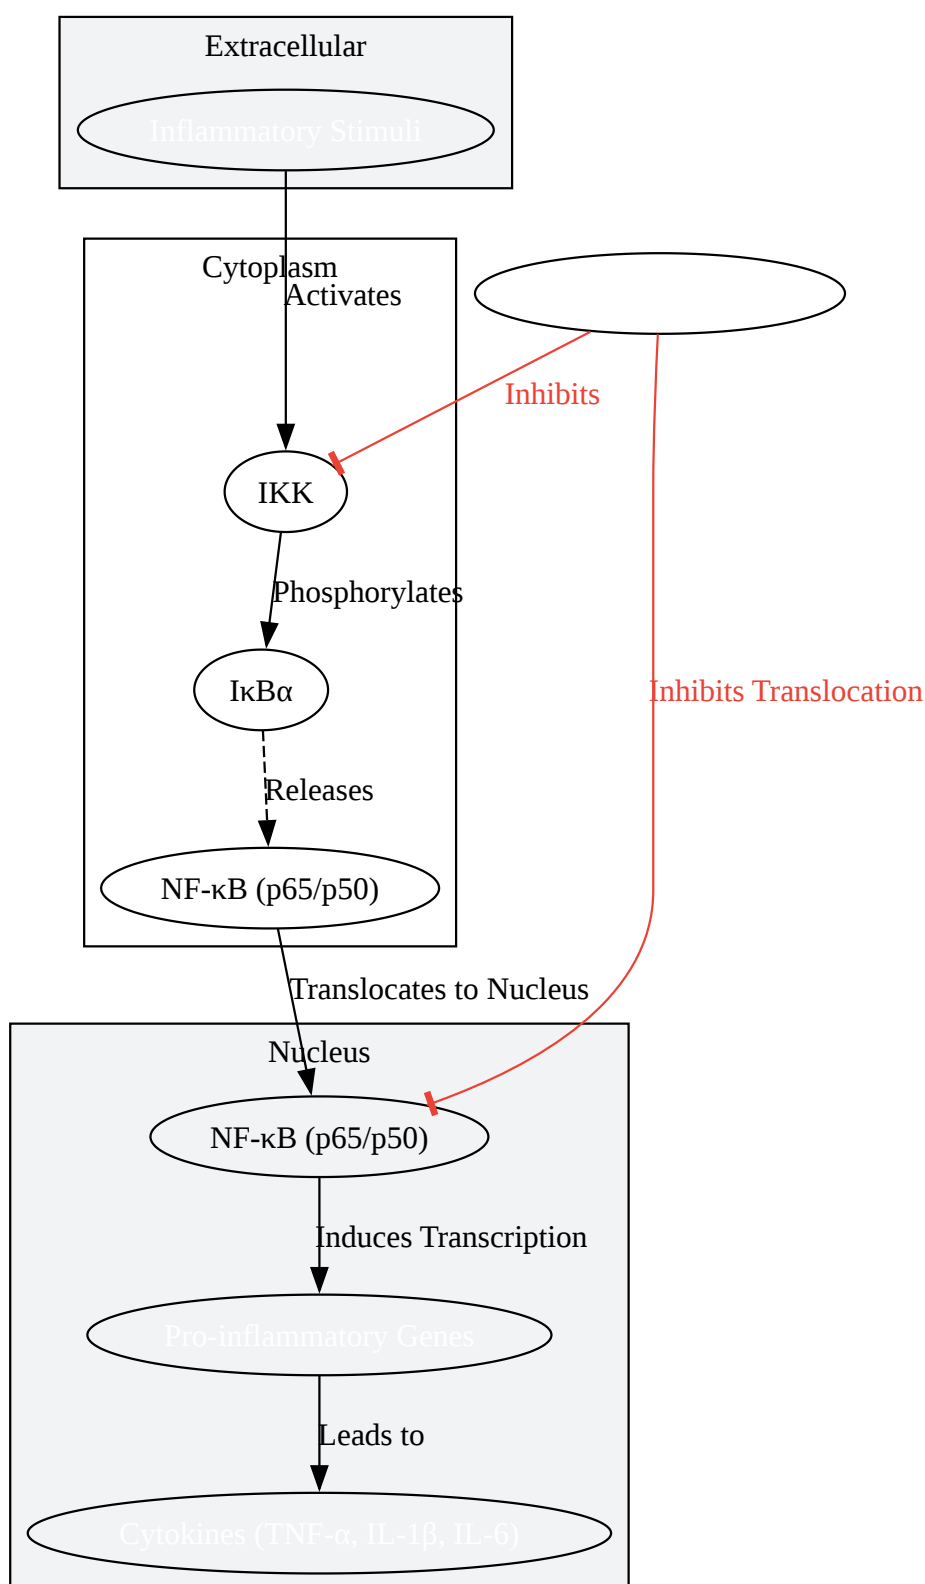 Extracellular
Inflammatory Stimuli
Cytoplasm
Activates
Inhibits
IKK
Phosphorylates
IκBα
Inhibits Translocation
Releases
NF-κB (p65/p50)
Translocates to Nucleus
Nucleus
NF-κB (p65/p50)
Induces Transcription
Pro-inflammatory Genes
Leads to
Cytokines (TNF-α, IL-1β, IL-6)